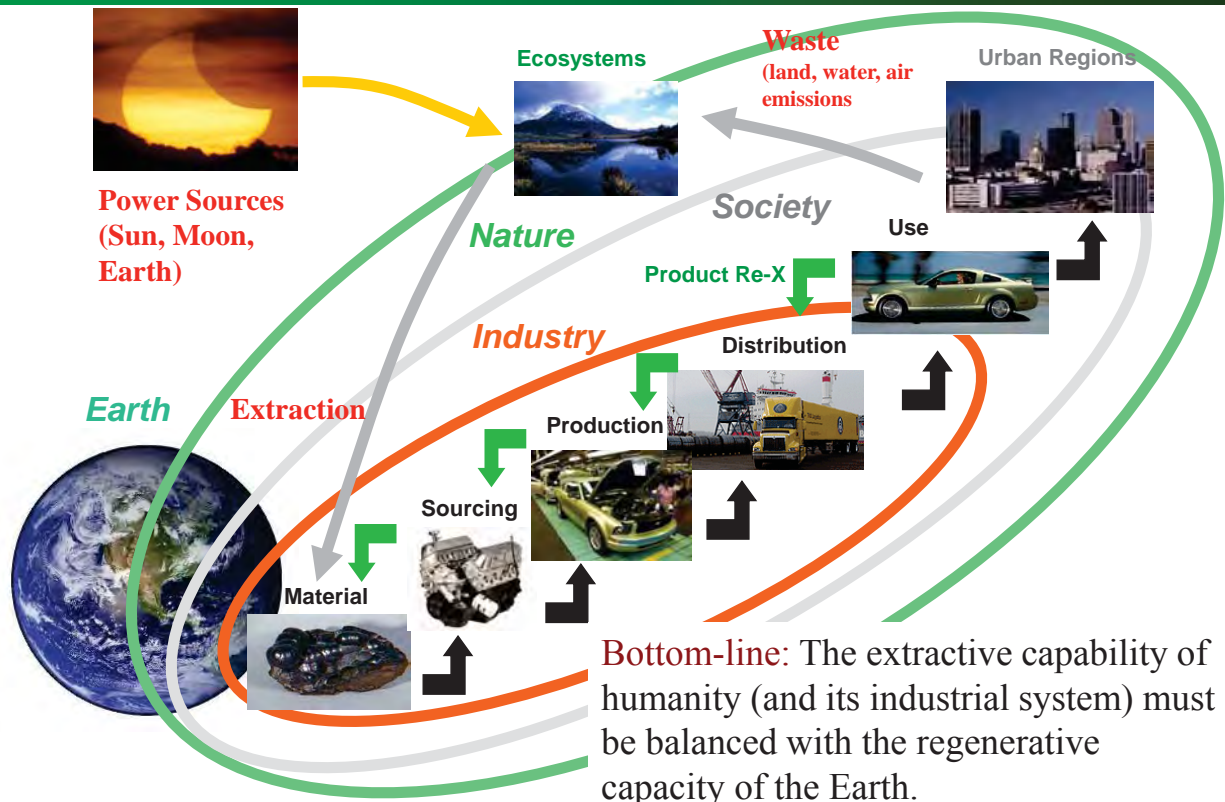 Ecosystems
Waste
(land, water, air
emissions
Urban Regions
Power Sources
(Sun, Moon,
Earth)
Nature
Society
Use
Product Re-X
Industry
Distribution
Earth
Extraction
Production
Sourcing
Material
Bottom-line: The extractive capability of
humanity (and its industrial system) must
be balanced with the regenerative
capacity of the Earth.